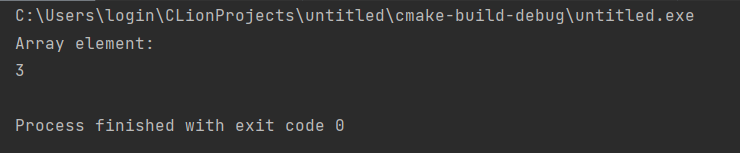 C:\Users\login\CLionProjects\untitled\cmake-build-debug\untitled.exe
Array element:
3
Process finished with exit code 0